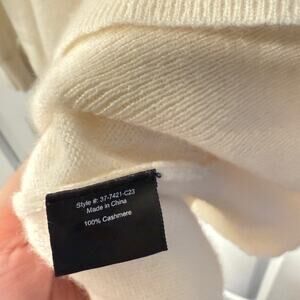 Style #: 37-7421-C23
Made in China
100% Cashmere